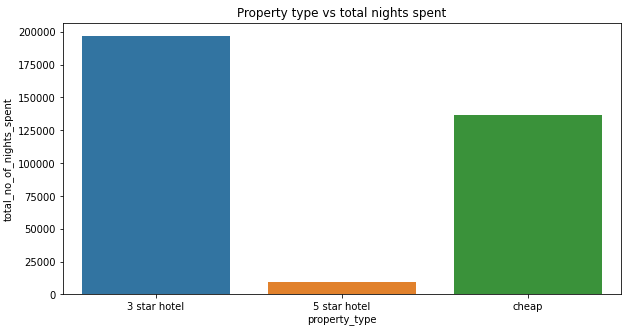 Property type vs total nights spent
200000
175000
150000
125000
100000
75000
50000
25000
0
total_no_of_nights_spent
3 star hotel
5 star hotel
cheap
property_type